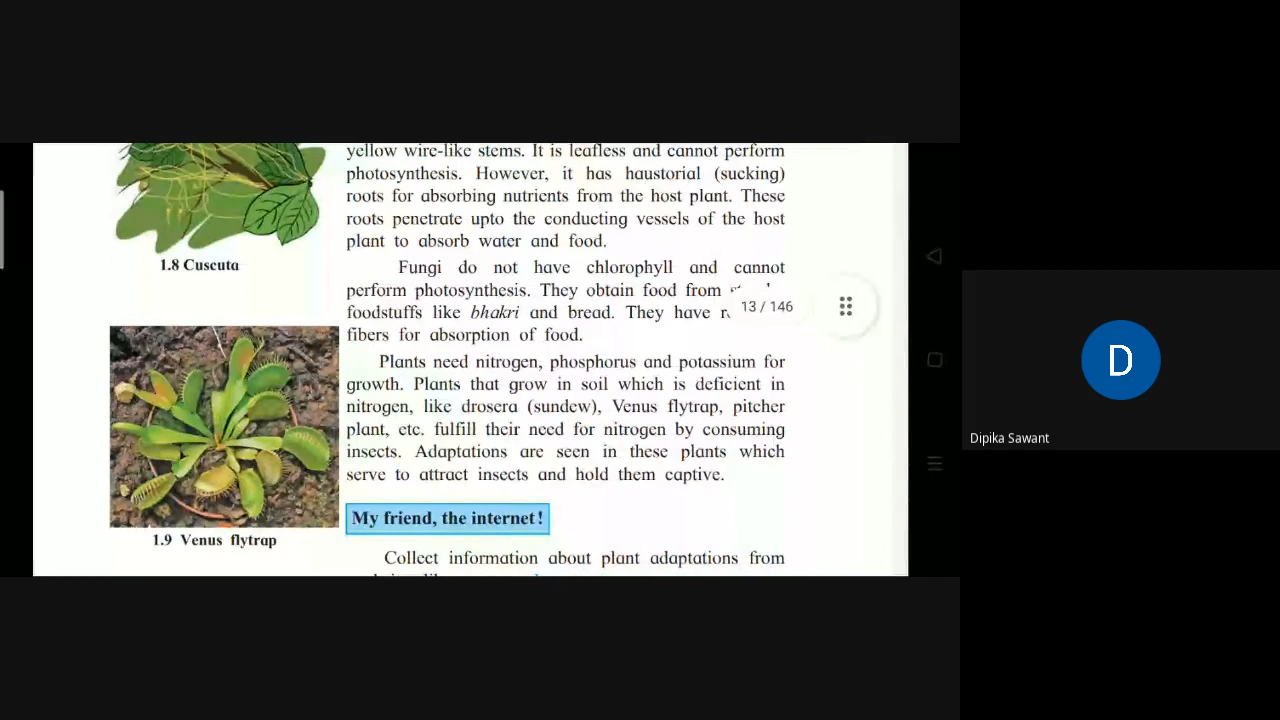 yellow wire-like stems. It is leafless and cannot perform
photosynthesis. However, it has haustorial (sucking)
roots for absorbing nutrients from the host plant. These
roots penetrate upto the conducting vessels of the host
plant to absorb water and food.
1.8 Cuscuta
Fungi do not have chlorophyll and cannot
perform photosynthesis. They obtain food from
foodstuffs like bhakri and bread. They have
fibers for absorption of food.
13 / 146
Plants need nitrogen, phosphorus and potassium for
growth. Plants that grow in soil which is deficient in
nitrogen, like drosera (sundew), Venus flytrap, pitcher
plant, etc. fulfill their need for nitrogen by consuming
insects. Adaptations are seen in these plants which
serve to attract insects and hold them captive.
1.9 Venus flytrap
My friend, the internet!
Collect information about plant adaptations from
D
Dipika Sawant